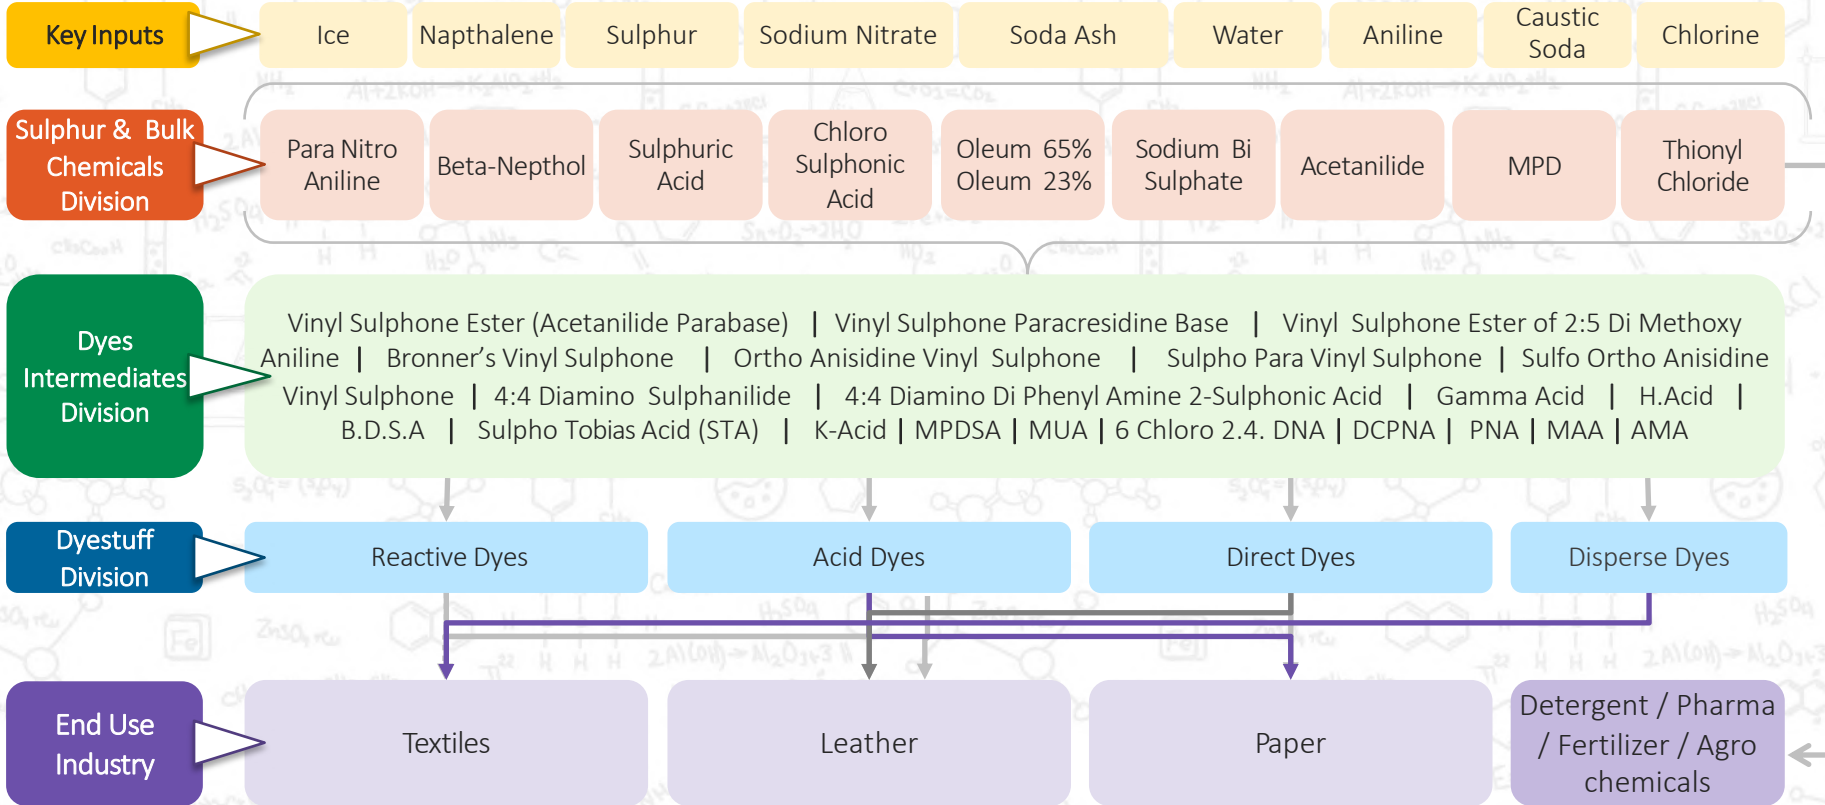 Key Inputs
Ice
Napthalene
Sulphur
Sodium Nitrate
Soda Ash
Water
Aniline
Caustic
Soda
Chlorine
Sulphur & Bulk
Chemicals
Division
Para Nitro
Aniline
Beta-Nepthol
Sulphuric
Acid
Chloro
Sulphonic
Acid
Oleum 65%
Oleum 23%
Sodium Bi
Sulphate
Acetanilide
MPD
Thionyl
Chloride
Dyes
Intermediates
Division
Vinyl Sulphone Ester (Acetanilide Parabase) | Vinyl Sulphone Paracresidine Base | Vinyl Sulphone Ester of 2:5 Di Methoxy
Aniline | Bronner’s Vinyl Sulphone | Ortho Anisidine Vinyl Sulphone | Sulpho Para Vinyl Sulphone | Sulfo Ortho Anisidine
Vinyl Sulphone | 4:4 Diamino Sulphanilide | 4:4 Diamino Di Phenyl Amine 2-Sulphonic Acid | Gamma Acid | H.Acid |
B.D.S.A | Sulpho Tobias Acid (STA) | K-Acid | MPDSA | MUA | 6 Chloro 2.4. DNA | DCPNA | PNA | MAA | AMA
Dyestuff
Division
Reactive Dyes
Acid Dyes
Direct Dyes
Disperse Dyes
End Use
Industry
Textiles
Leather
Paper
Detergent / Pharma
/ Fertilizer / Agro
chemicals